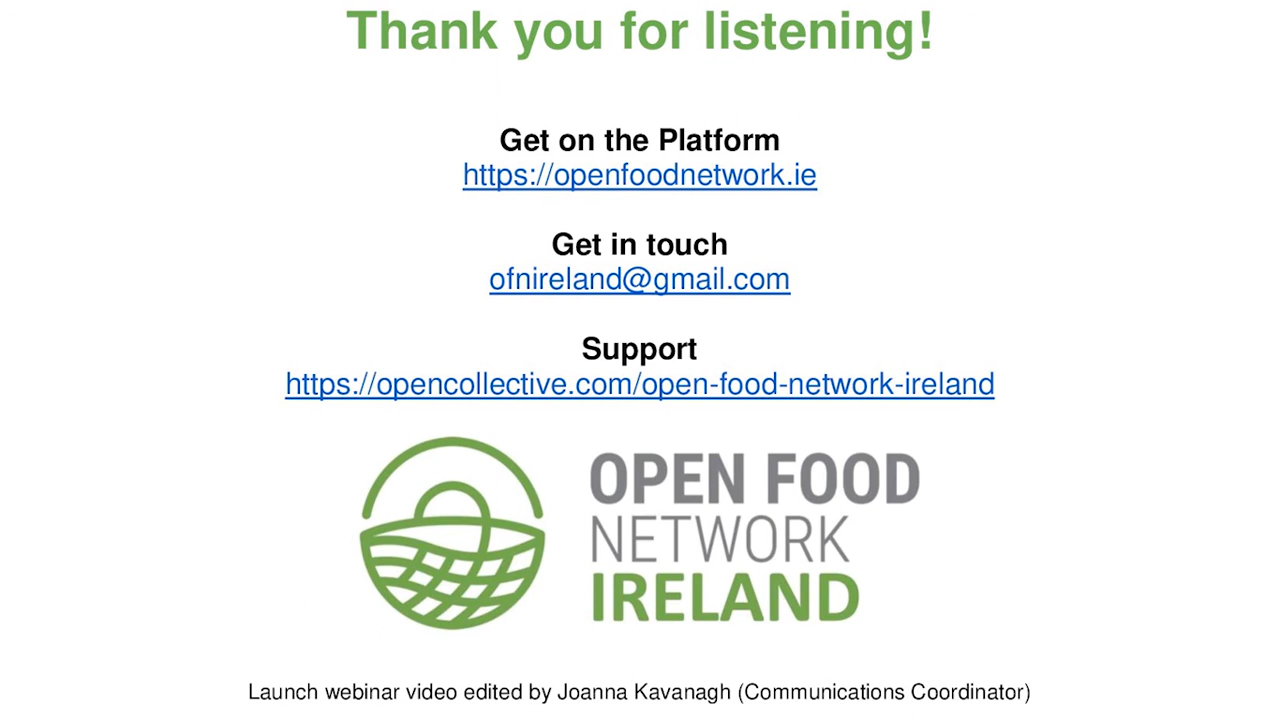 Thank you for listening!
Get on the Platform
https://openfoodnetwork.ie
Get in touch
ofnireland@gmail.com
Support
https://opencollective.com/open-food-network-ireland
OPEN FOOD
NETWORK
IRELAND
Launch webinar video edited by Joanna Kavanagh (Communications Coordinator)